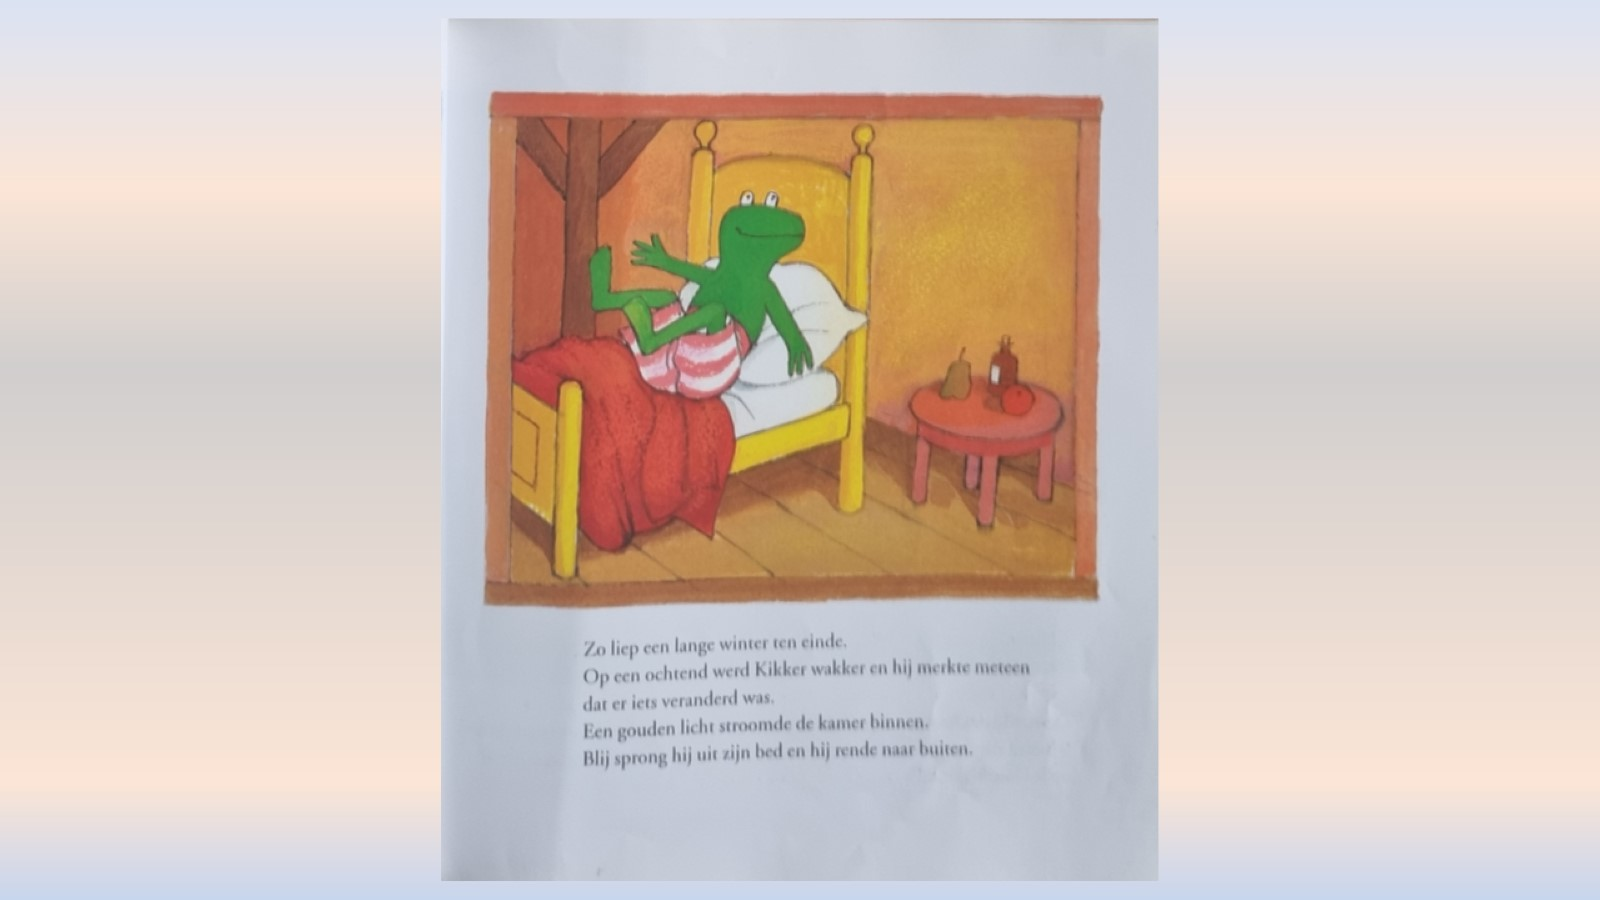 Zo liep een lange winter ten einde.
Op een ochtend werd Kikker wakker en hij merkte meteen
dat er iets veranderd was.
Een gouden licht stroomde de kamer binnen.
Blij sprong hij uit zijn bed en hij rende naar buiten.